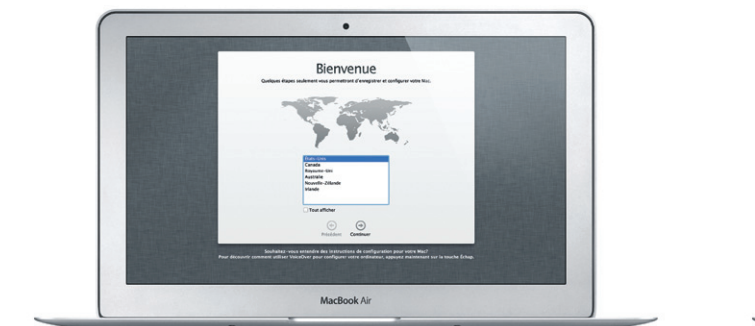 Bienvenue
Quelques étapes seulement vous permettront d'enregistrer et configurer votre Mac.
États-Unis
Canada
Royaume-Uni
Australie
Nouvelle-Zélande
Irlande
Tout afficher
Précédent Continuer
Souhaitez-vous entendre des instructions de configuration pour votre Mac?
Pour découvrir comment utiliser VoiceOver pour configurer votre ordinateur, appuyez maintenant sur la touche Échap.
MacBook Air